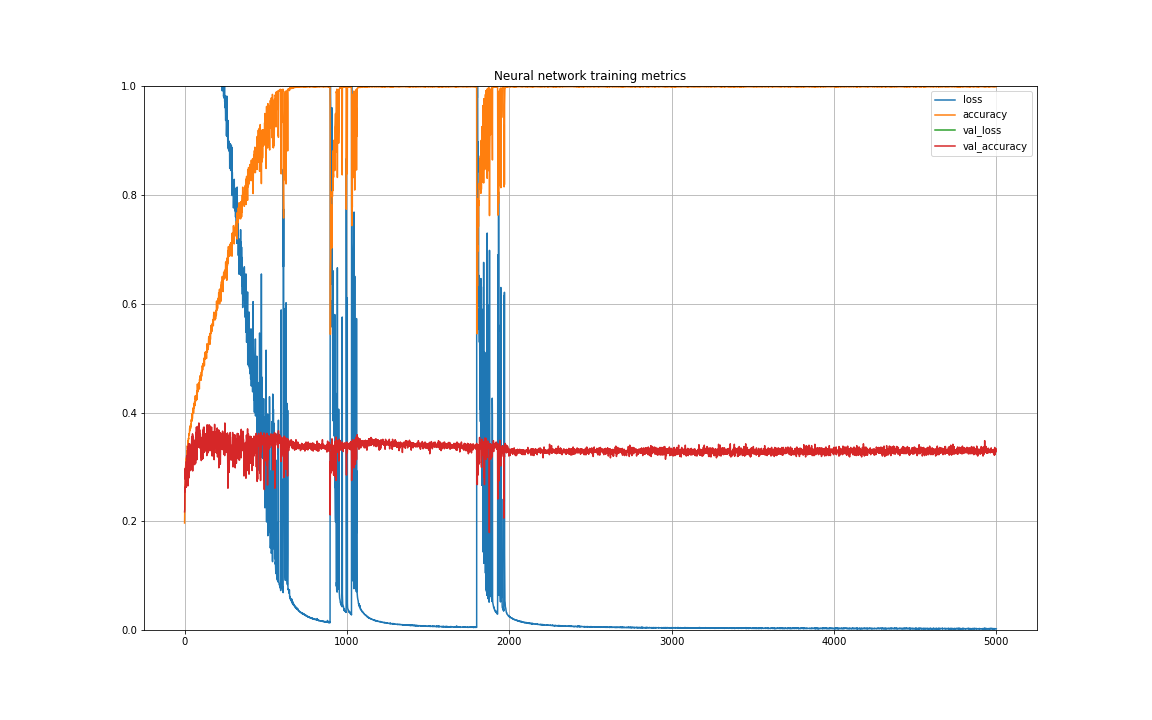 Neural network training metrics
1.0
0.8
0.6
0.4
0.2
0.0
0 1000 2000 3000 4000 5000
loss
accuracy
val_loss
val_accuracy